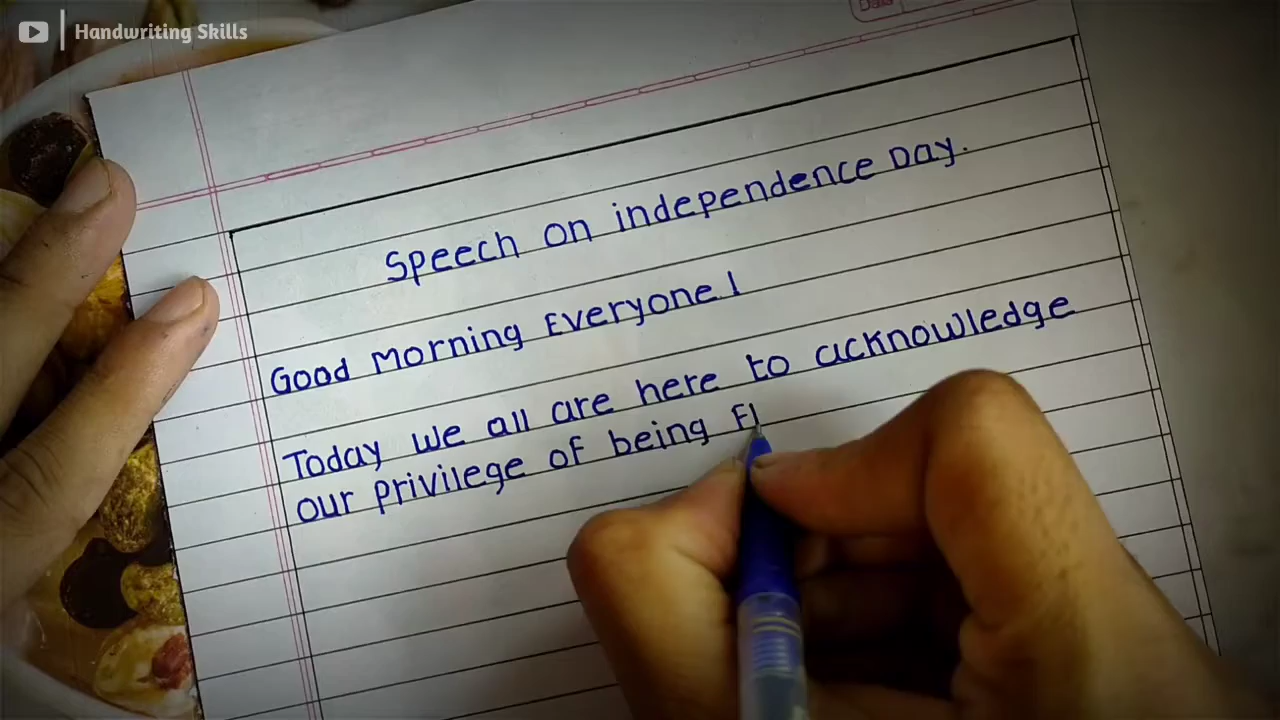 Handwriting Skills
Date
Speech on independence Day.
Good Morning Everyone!
Today we all are here to acknowledge
our privilege of being